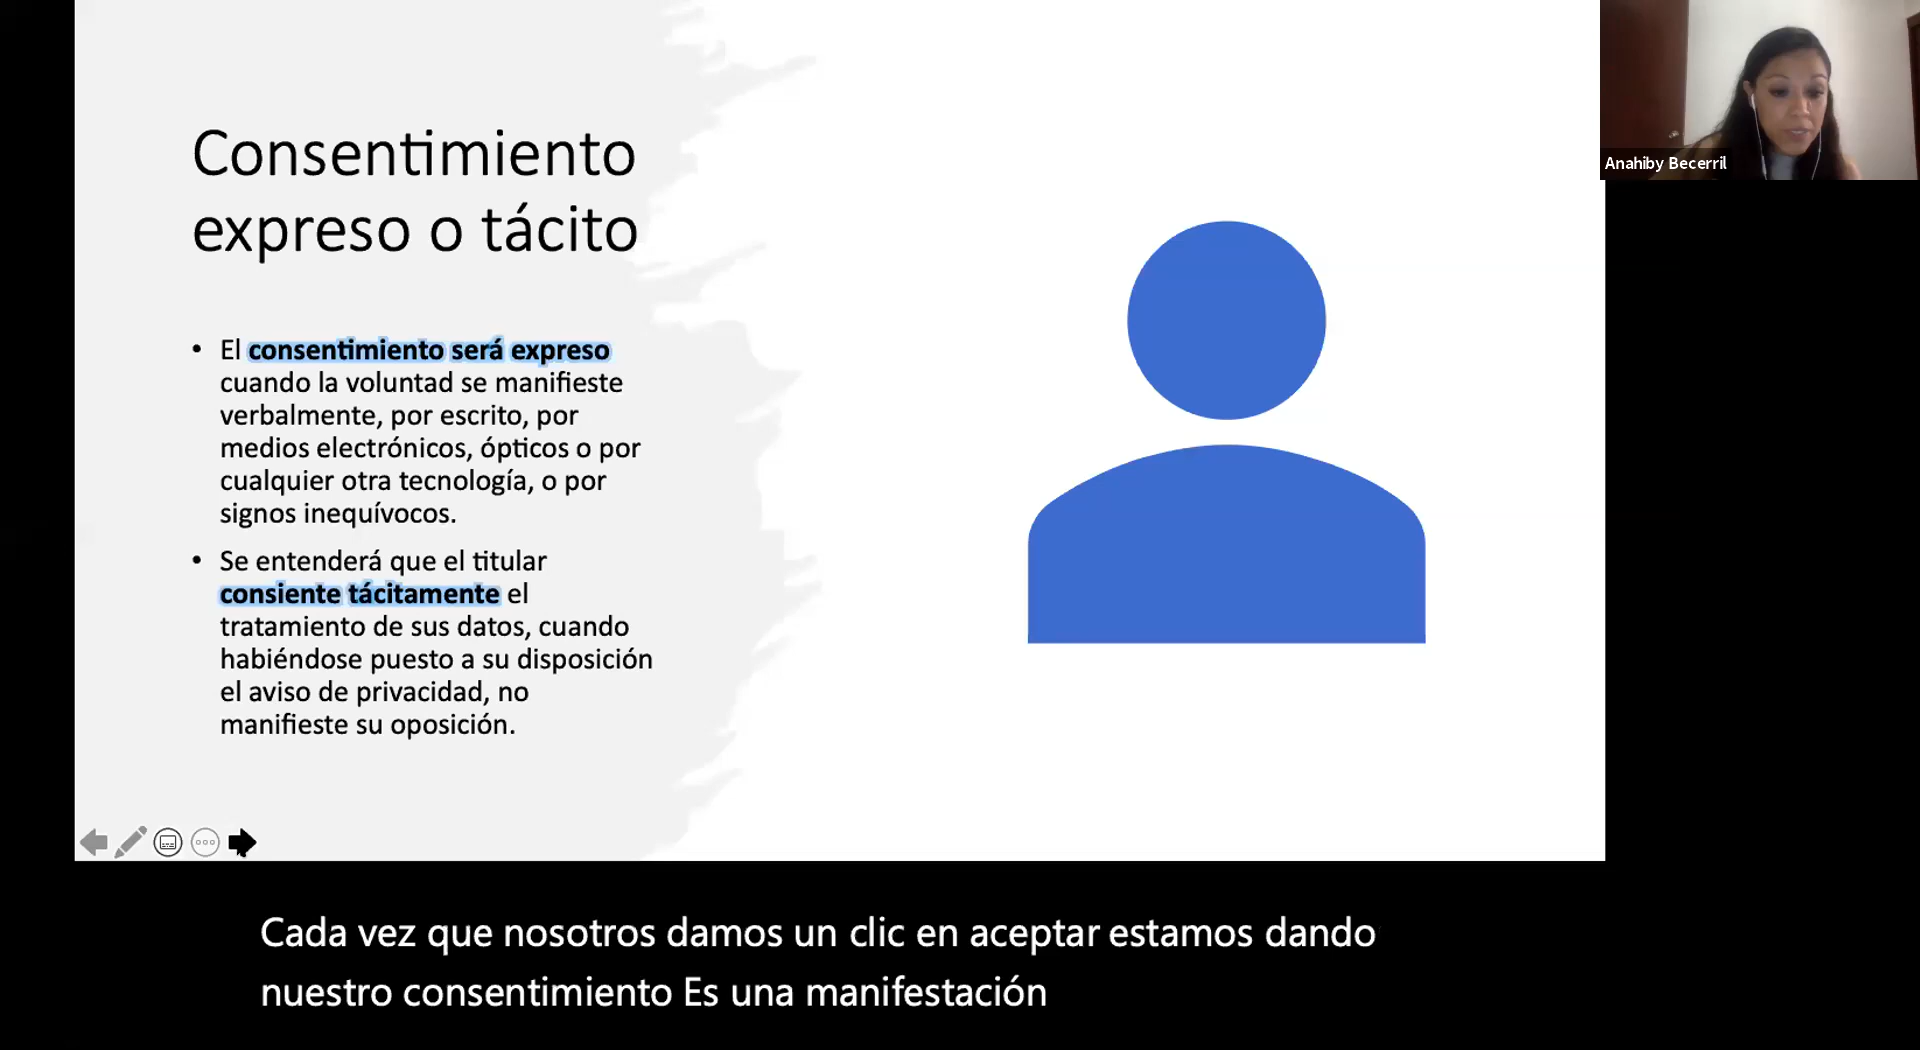 Consentimiento
expreso o tácito
• El consentimiento será expreso
cuando la voluntad se manifieste
verbalmente, por escrito, por
medios electrónicos, ópticos o por
cualquier otra tecnología, o por
signos inequívocos.
• Se entenderá que el titular
consiente tácitamente el
tratamiento de sus datos, cuando
habiéndose puesto a su disposición
el aviso de privacidad, no
manifieste su oposición.
Anahiby Becerril
Cada vez que nosotros damos un clic en aceptar estamos dando
nuestro consentimiento Es una manifestación